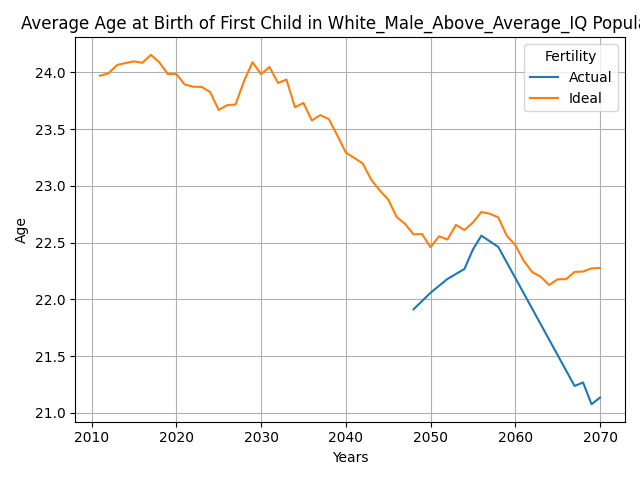 Average Age at Birth of First Child in White_Male_Above_Average_IQ Popula
Fertility
Actual
Ideal
Age
24.0
23.5
23.0
22.5
22.0
21.5
21.0
2010 2020 2030 2040 2050 2060 2070
Years